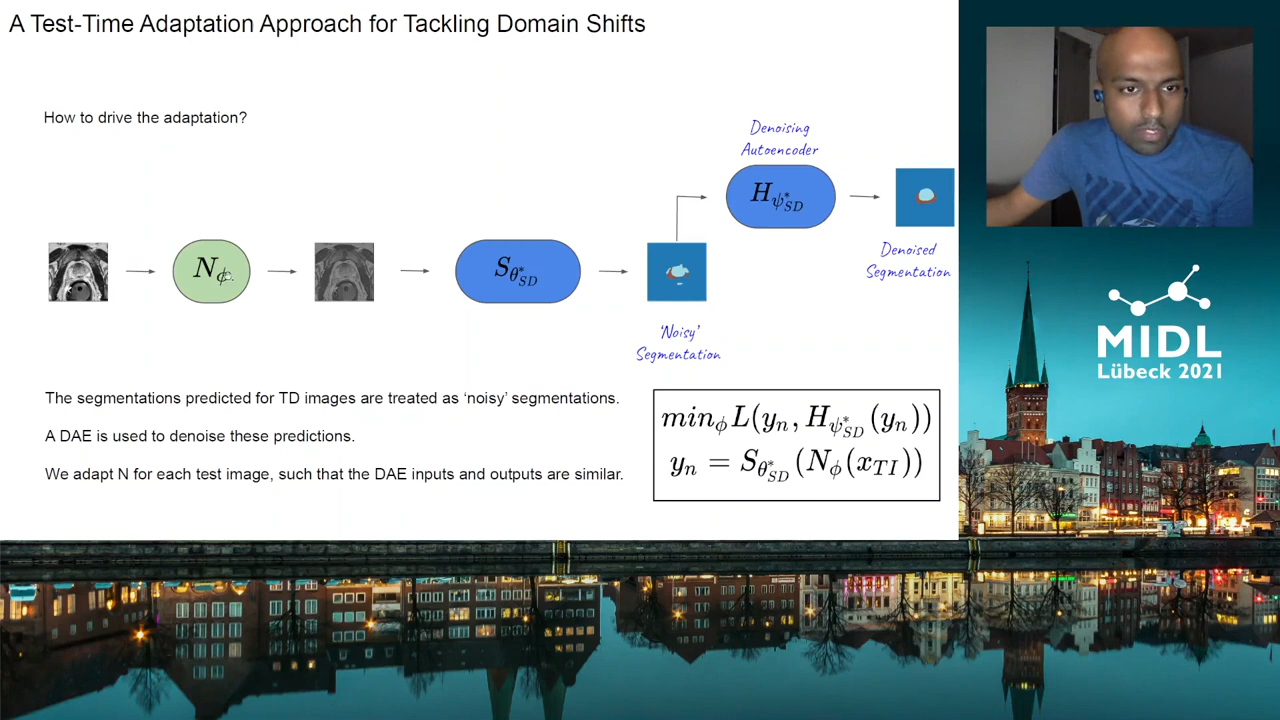 A Test-Time Adaptation Approach for Tackling Domain Shifts
How to drive the adaptation?
Denoising
Autoencoder
H_{ψ^*_{SD}}
Denoised
Segmentation
N_ϕ
S_{θ^*_{SD}}
'Noisy'
Segmentation
The segmentations predicted for TD images are treated as 'noisy' segmentations.
A DAE is used to denoise these predictions.
We adapt N for each test image, such that the DAE inputs and outputs are similar.
min_ϕ L(y_n, H_{ψ^*_{SD}}(y_n))
y_n = S_{θ^*_{SD}}(N_ϕ(x_{TI}))
MIDL
Lübeck 2021